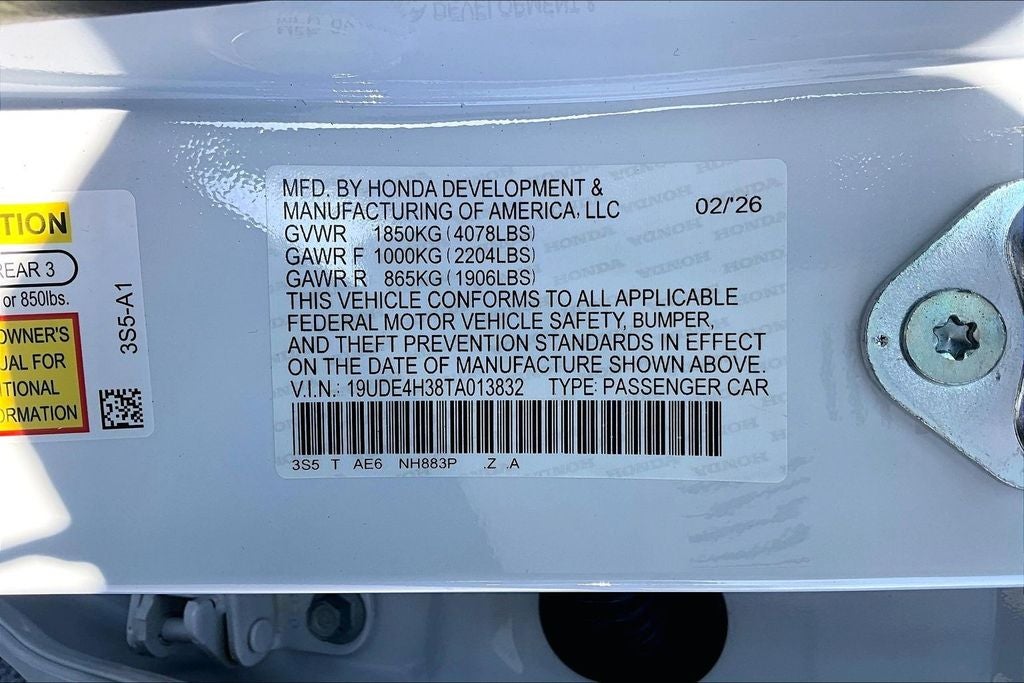 MFD. BY HONDA DEVELOPMENT &
MANUFACTURING OF AMERICA, LLC 02/'26
GVWR 1850KG (4078LBS)
GAWR F 1000KG (2204LBS)
GAWR R 865KG (1906LBS)
THIS VEHICLE CONFORMS TO ALL APPLICABLE
FEDERAL MOTOR VEHICLE SAFETY, BUMPER,
AND THEFT PREVENTION STANDARDS IN EFFECT
ON THE DATE OF MANUFACTURE SHOWN ABOVE.
V.I.N.: 19UDE4H38TA013832 TYPE: PASSENGER CAR
3S5 T AE6 NH883P .Z .A
TION
REAR 3
or 850lbs.
OWNER'S
UAL FOR
ITIONAL
ORMATION
3S5-A1
HONDA